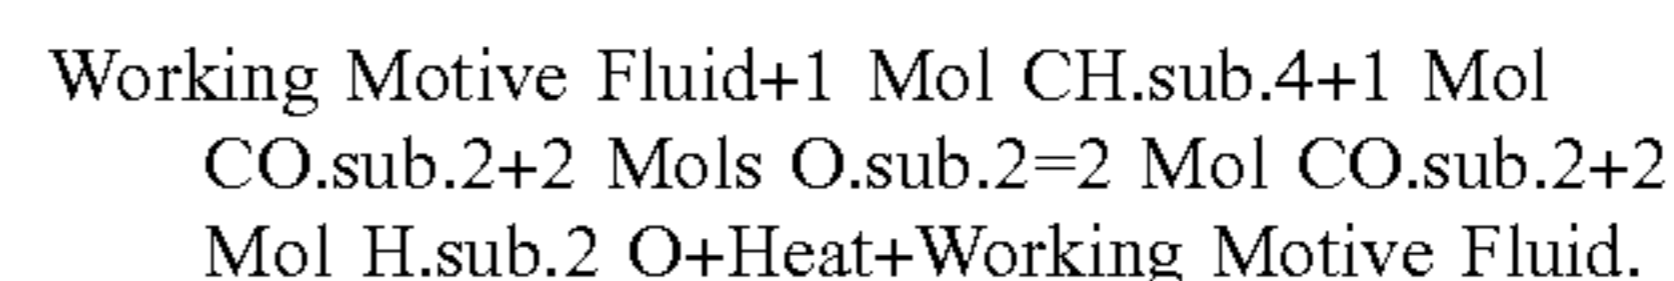 Working Motive Fluid+1 Mol CH.sub.4+1 Mol
CO.sub.2+2 Mols O.sub.2=2 Mol CO.sub.2+2
Mol H.sub.2 O+Heat+Working Motive Fluid.